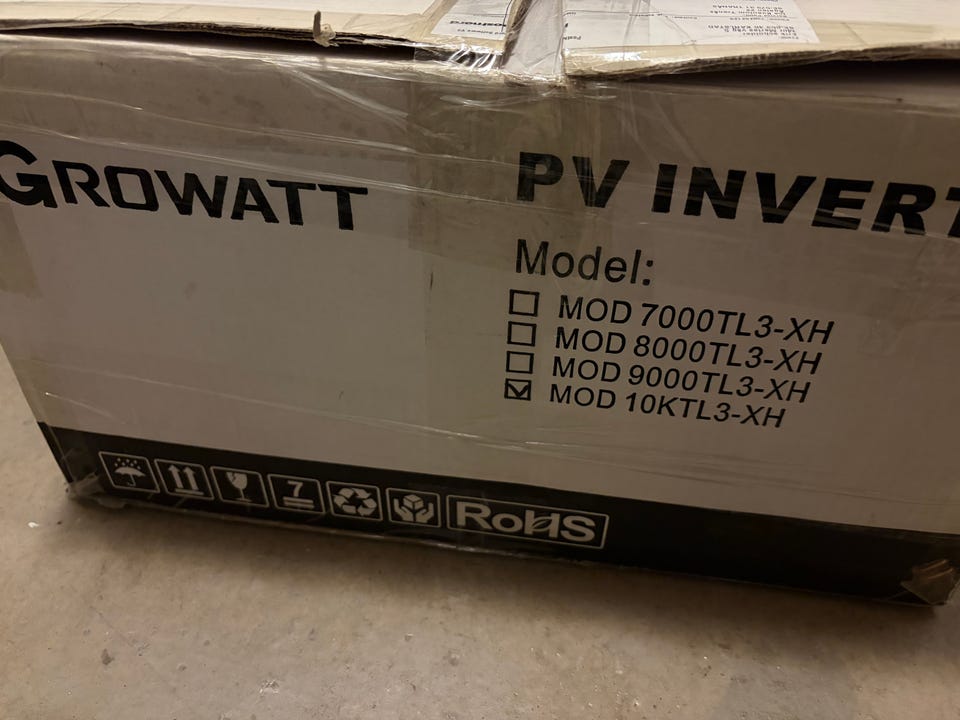 GROWATT
PV INVERT
Model:
MOD 7000TL3-XH
MOD 8000TL3-XH
MOD 9000TL3-XH
MOD 10KTL3-XH
7
RoHS